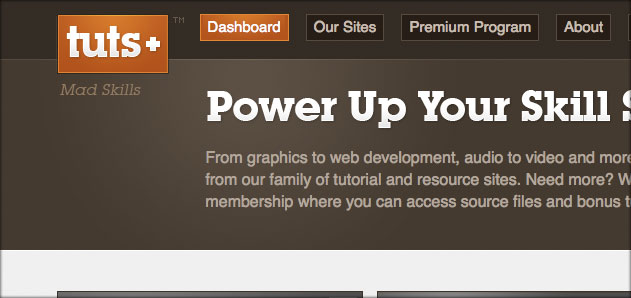 tuts+ ™
Dashboard
Our Sites
Premium Program
About
Mad Skills
Power Up Your Skill
From graphics to web development, audio to video and more
from our family of tutorial and resource sites. Need more?
membership where you can access source files and bonus